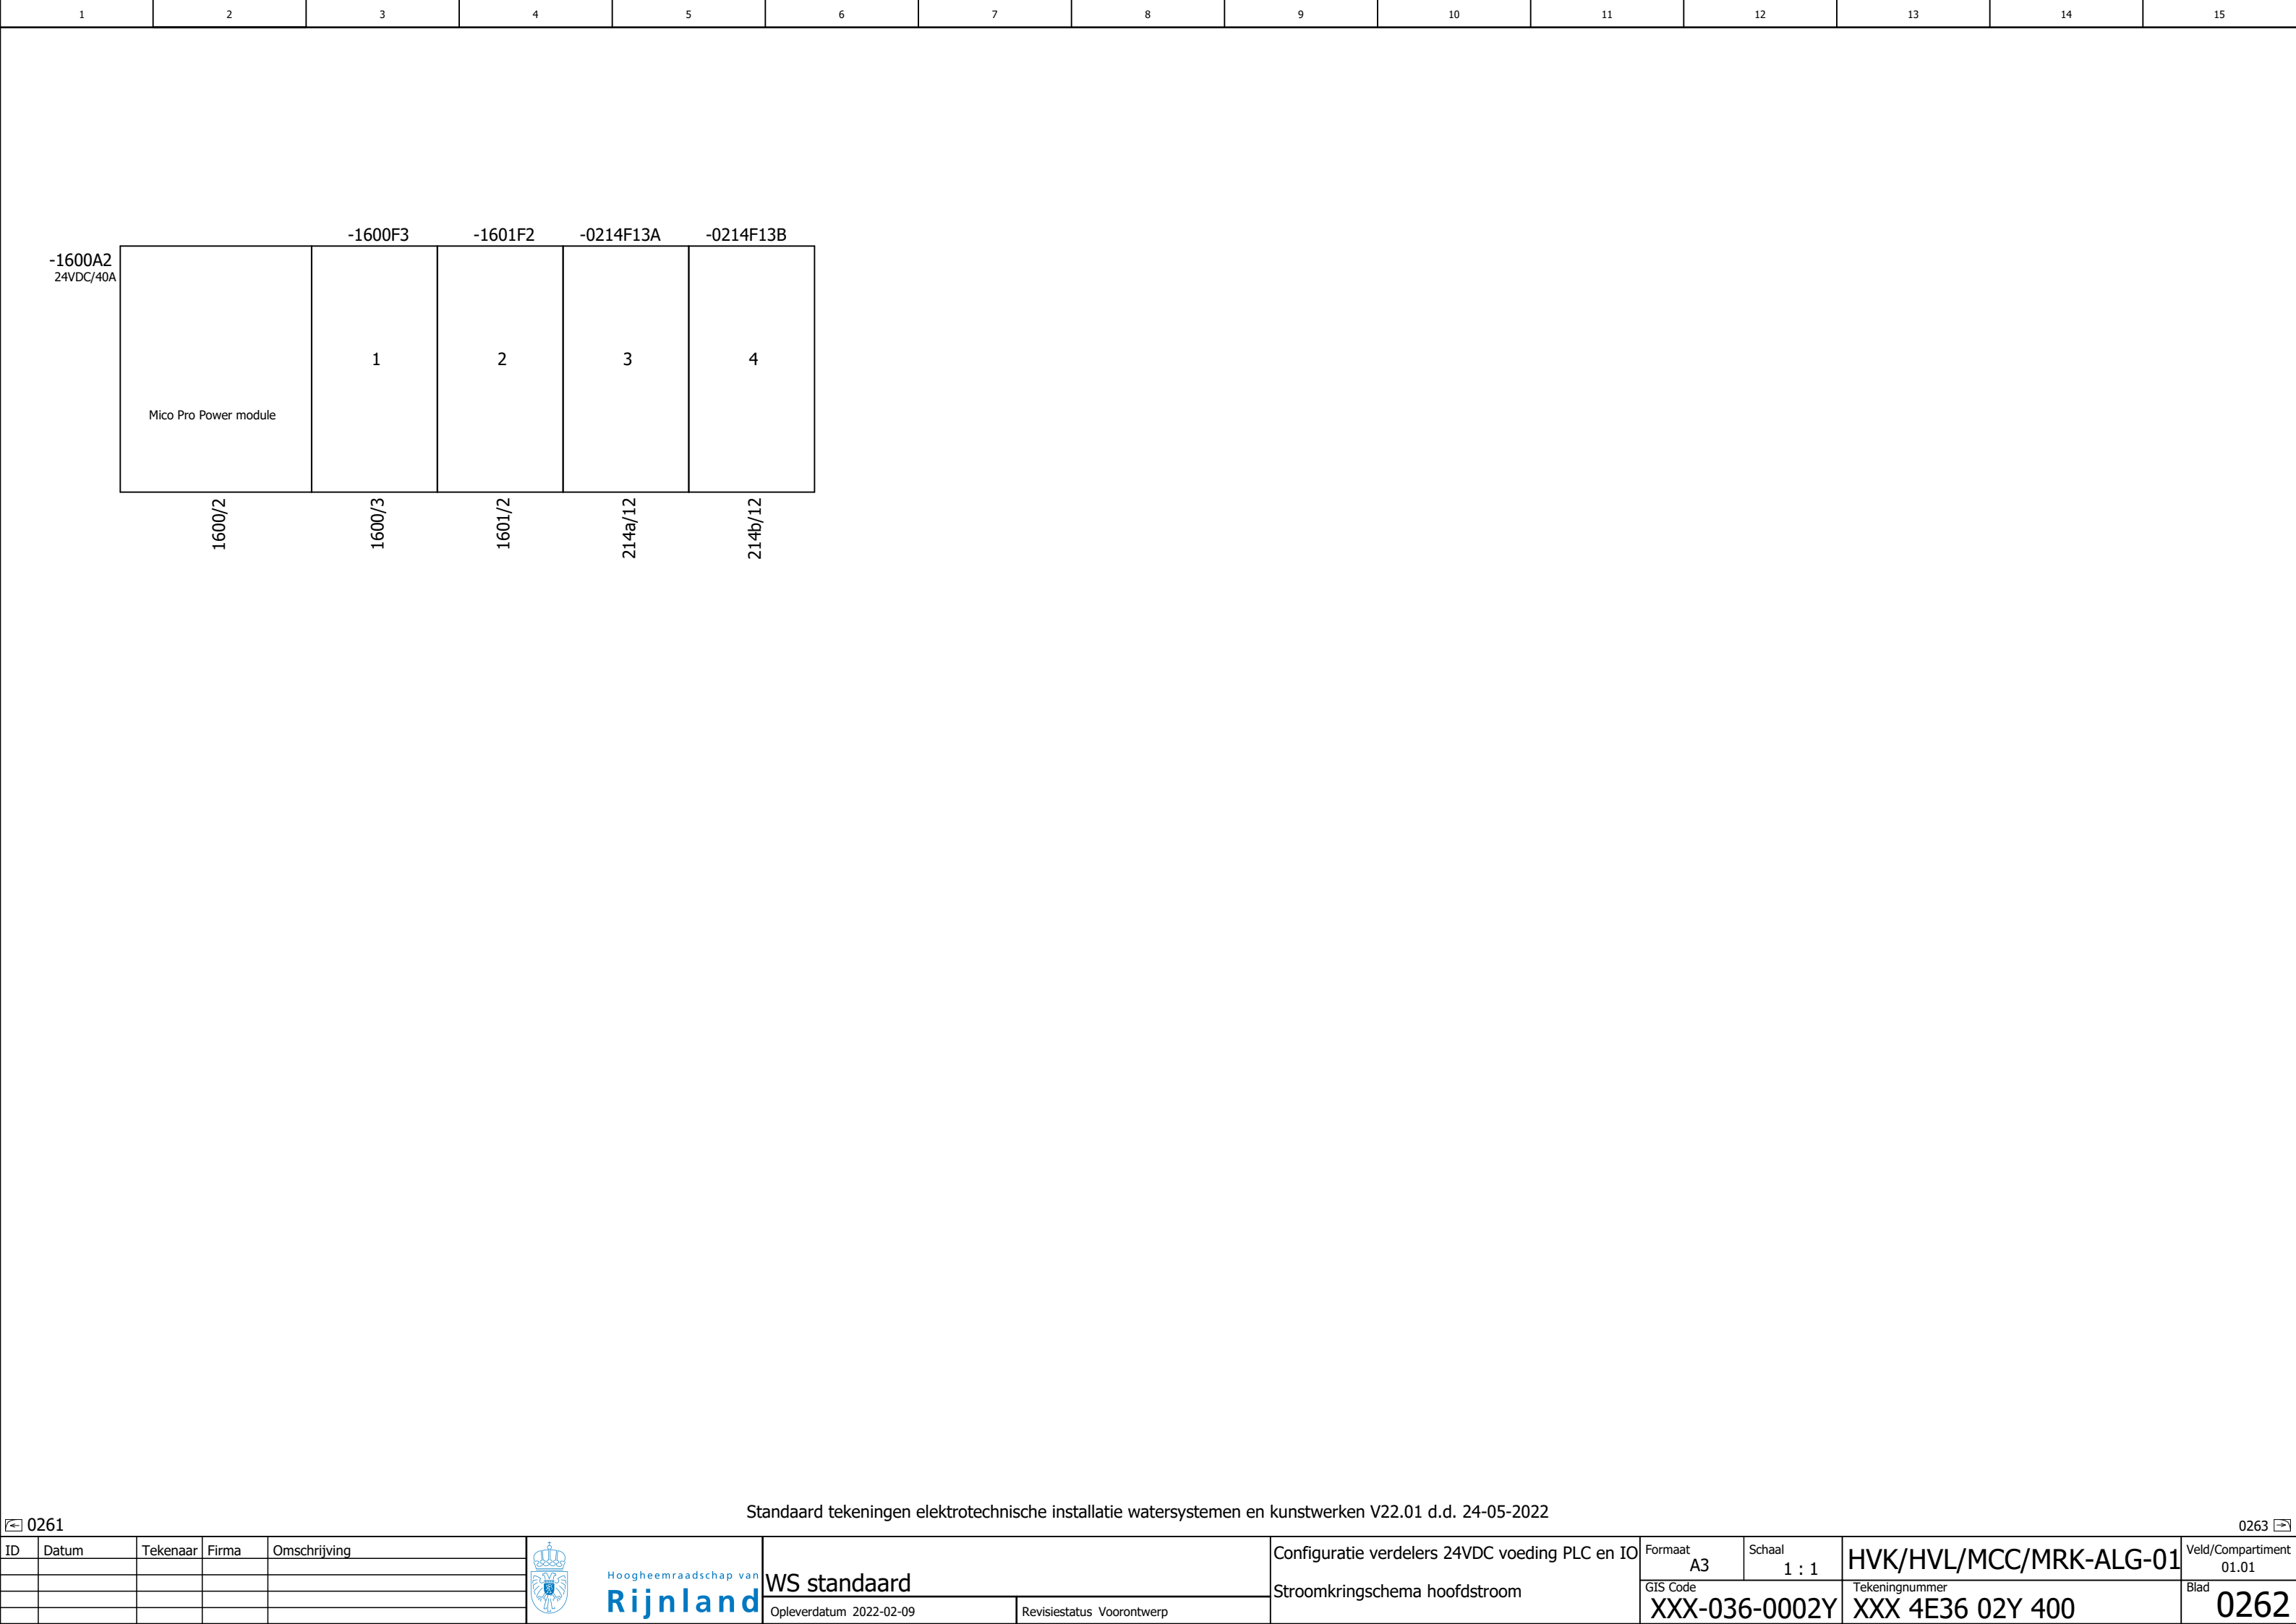 1 2 3 4 5 6 7 8 9 10 11 12 13 14 15
-1600F3 -1601F2 -0214F13A -0214F13B
-1600A2
24VDC/40A
1 2 3 4
Mico Pro Power module
1600/2 1600/3 1601/2 214a/12 214b/12
Standaard tekeningen elektrotechnische installatie watersystemen en kunstwerken V22.01 d.d. 24-05-2022
0261
0263
ID Datum Tekenaar Firma Omschrijving
Hoogheemraadschap van
Rijnland
WS standaard
Opleverdatum 2022-02-09
Revisiestatus Voorontwerp
Configuratie verdelers 24VDC voeding PLC en IO
Stroomkringschema hoofdstroom
Formaat
A3
Schaal
1 : 1
HVK/HVL/MCC/MRK-ALG-01
Veld/Compartiment
01.01
GIS Code
XXX-036-0002Y
Tekeningnummer
XXX 4E36 02Y 400
Blad
0262